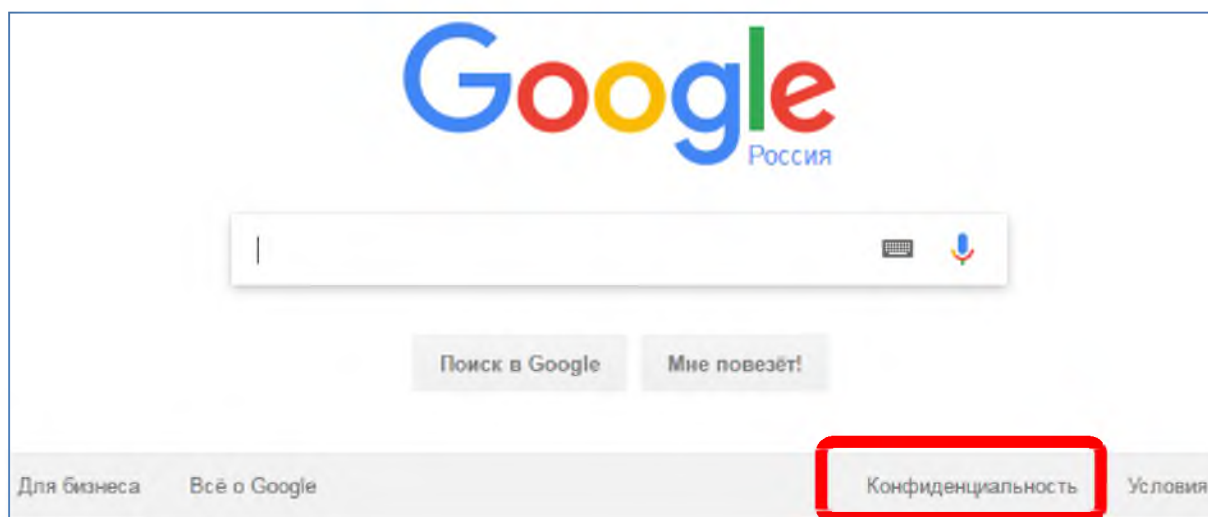 Google
Россия
Поиск в Google Мне повезёт!
Для бизнеса Всё о Google Конфиденциальность Условия